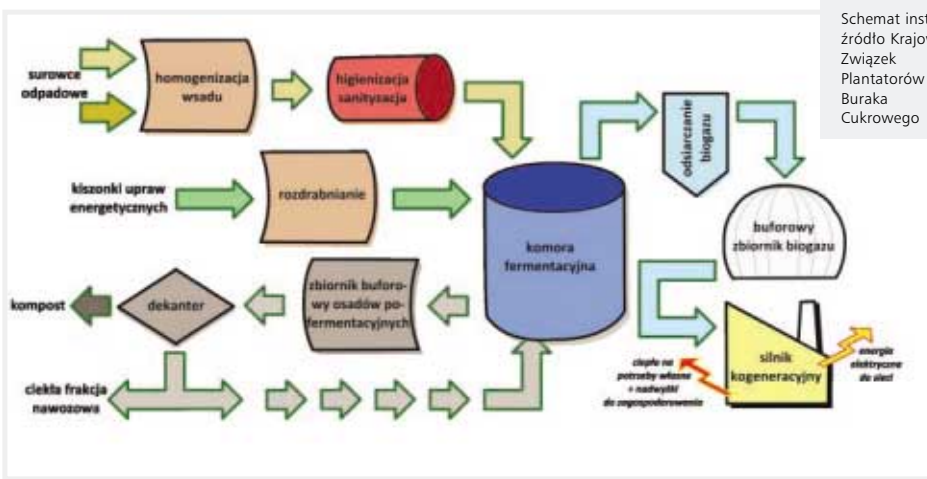 Schemat inst
źródło Krajow
Związek
Plantatorów
Buraka
Cukrowego
surowce
odpadowe
homogenizacja
wsadu
higienizacja
sanityzacja
odsiarczanie
biogazu
kiszonki upraw
energetycznych
rozdrabnianie
komora
fermentacyjna
buforowy
zbiornik biogazu
kompost
dekanter
zbiornik buforo-
wy osadów po-
fermentacyjnych
ciekła frakcja
nawozowa
ciepło na
potrzeby własne
+ nadwyżki
do zagospodarowania
silnik
kogeneracyjny
energia
elektryczna
do sieci